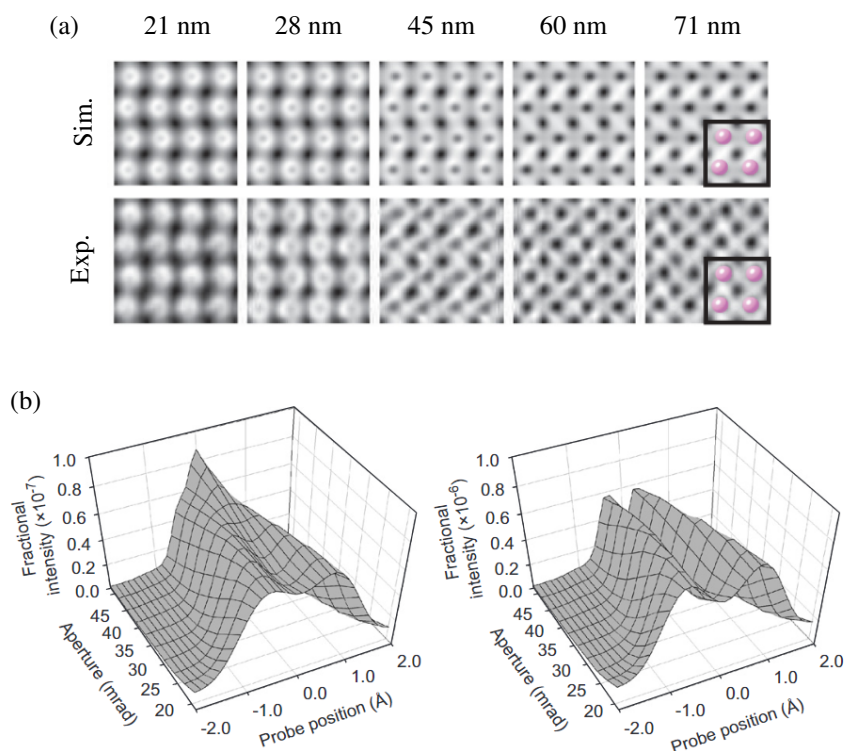 (a) 21 nm 28 nm 45 nm 60 nm 71 nm
Sim.
Exp.
(b)
Fractional
intensity (×10⁻⁷)
1.0
0.8
0.6
0.4
0.2
0.0
45
40
35
30
25
20
Aperture (mrad)
-2.0 -1.0 0.0 1.0 2.0
Probe position (Å)
Fractional
intensity (×10⁻⁶)
1.0
0.8
0.6
0.4
0.2
0.0
45
40
35
30
25
20
Aperture (mrad)
-2.0 -1.0 0.0 1.0 2.0
Probe position (Å)